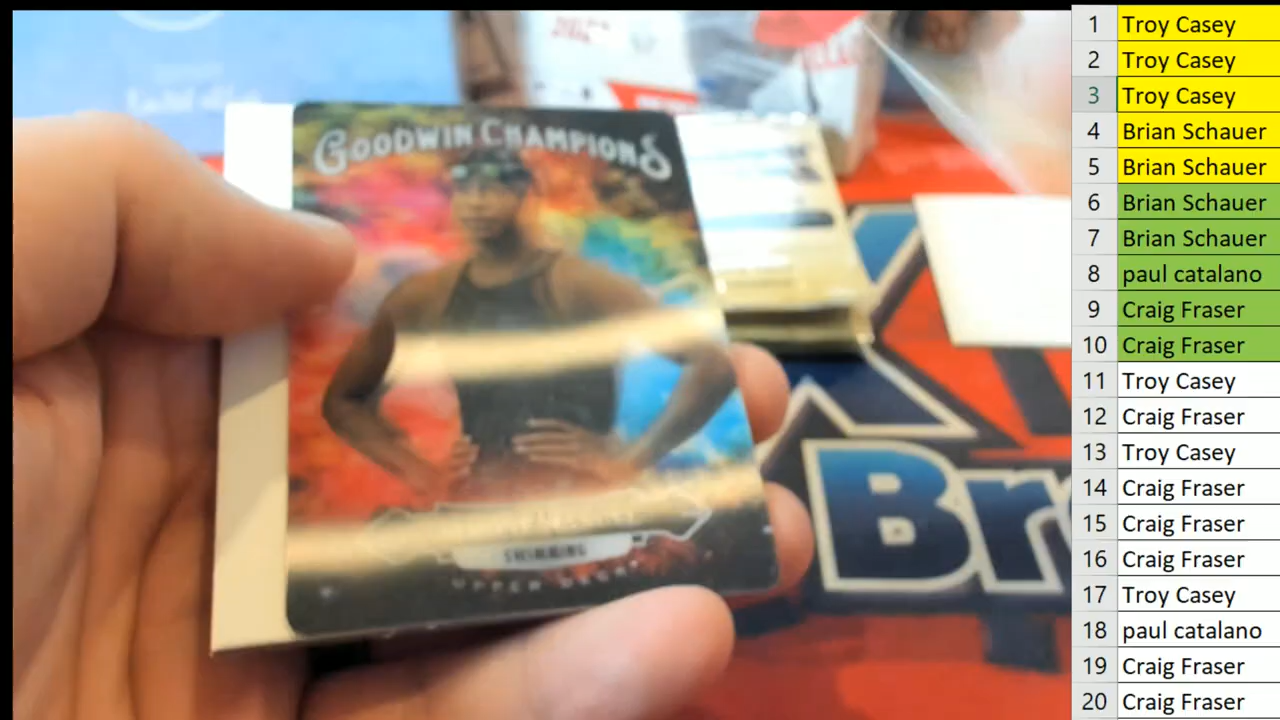 GOODWIN CHAMPIONS
SWIMMING
UPPER DECK
Br
1 Troy Casey
2 Troy Casey
3 Troy Casey
4 Brian Schauer
5 Brian Schauer
6 Brian Schauer
7 Brian Schauer
8 paul catalano
9 Craig Fraser
10 Craig Fraser
11 Troy Casey
12 Craig Fraser
13 Troy Casey
14 Craig Fraser
15 Craig Fraser
16 Craig Fraser
17 Troy Casey
18 paul catalano
19 Craig Fraser
20 Craig Fraser